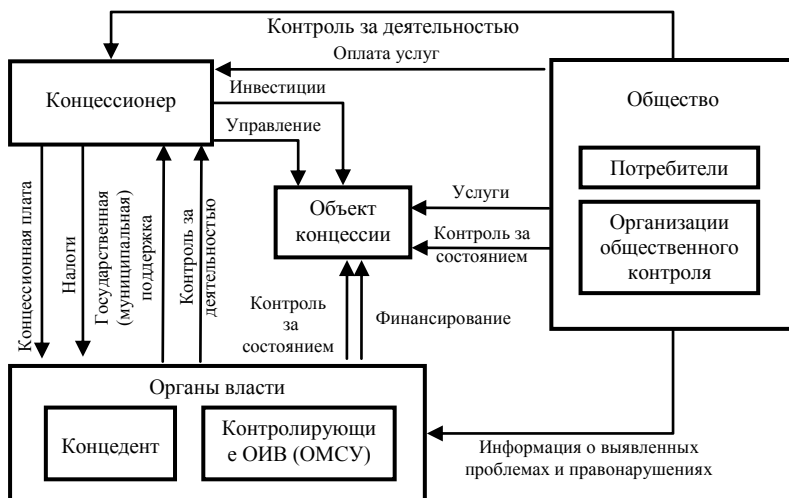 Контроль за деятельностью
Оплата услуг
Концессионер
Инвестиции
Управление
Общество
Потребители
Организации
общественного
контроля
Услуги
Контроль за
состоянием
Объект
концессии
Концессионная плата
Налоги
Государственная
(муниципальная)
поддержка
Контроль за
деятельностью
Контроль
за
состоянием
Финансирование
Органы власти
Концедент
Контролирующи
е ОИВ (ОМСУ)
Информация о выявленных
проблемах и правонарушениях